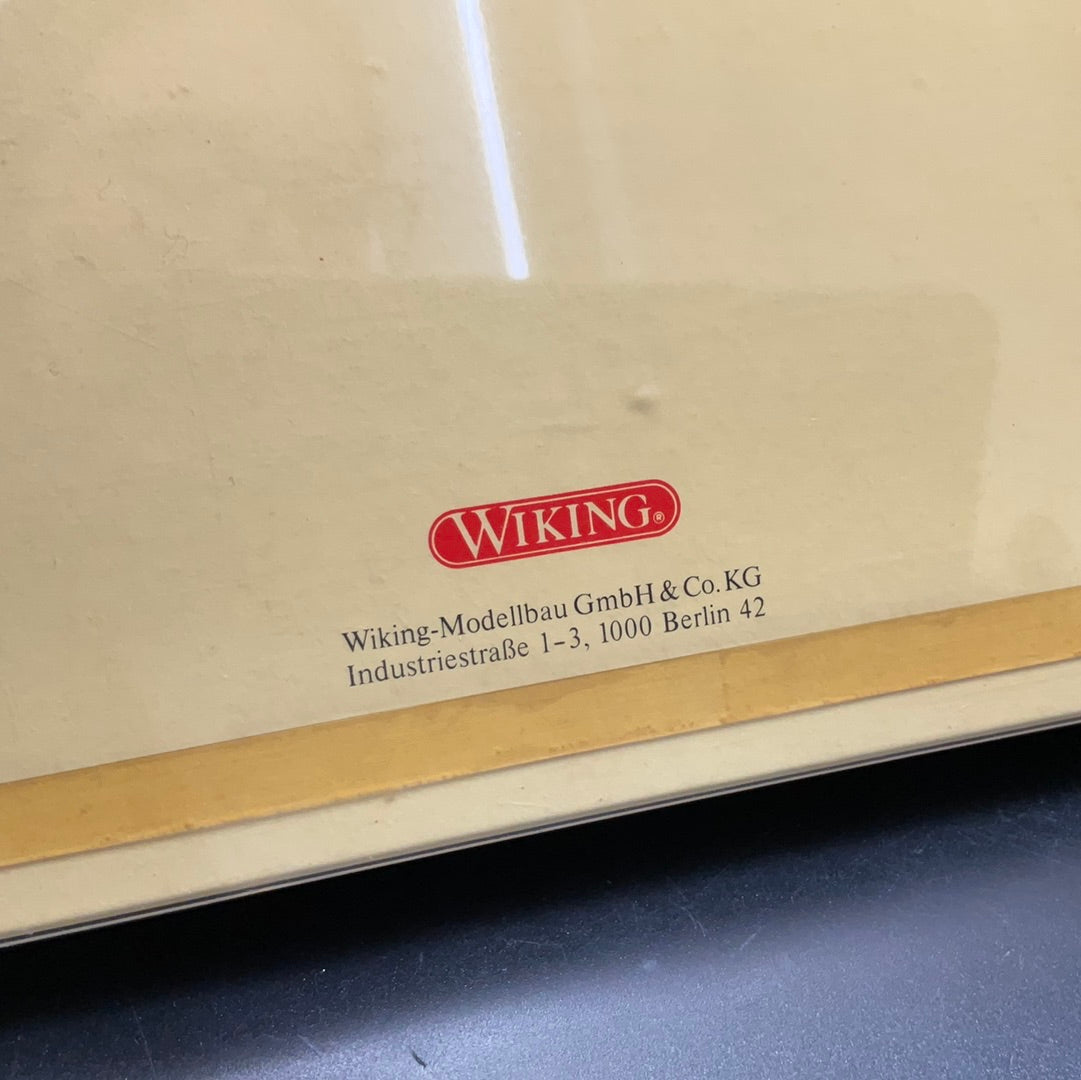 WIKING®
Wiking-Modellbau GmbH & Co. KG
Industriestraße 1-3, 1000 Berlin 42